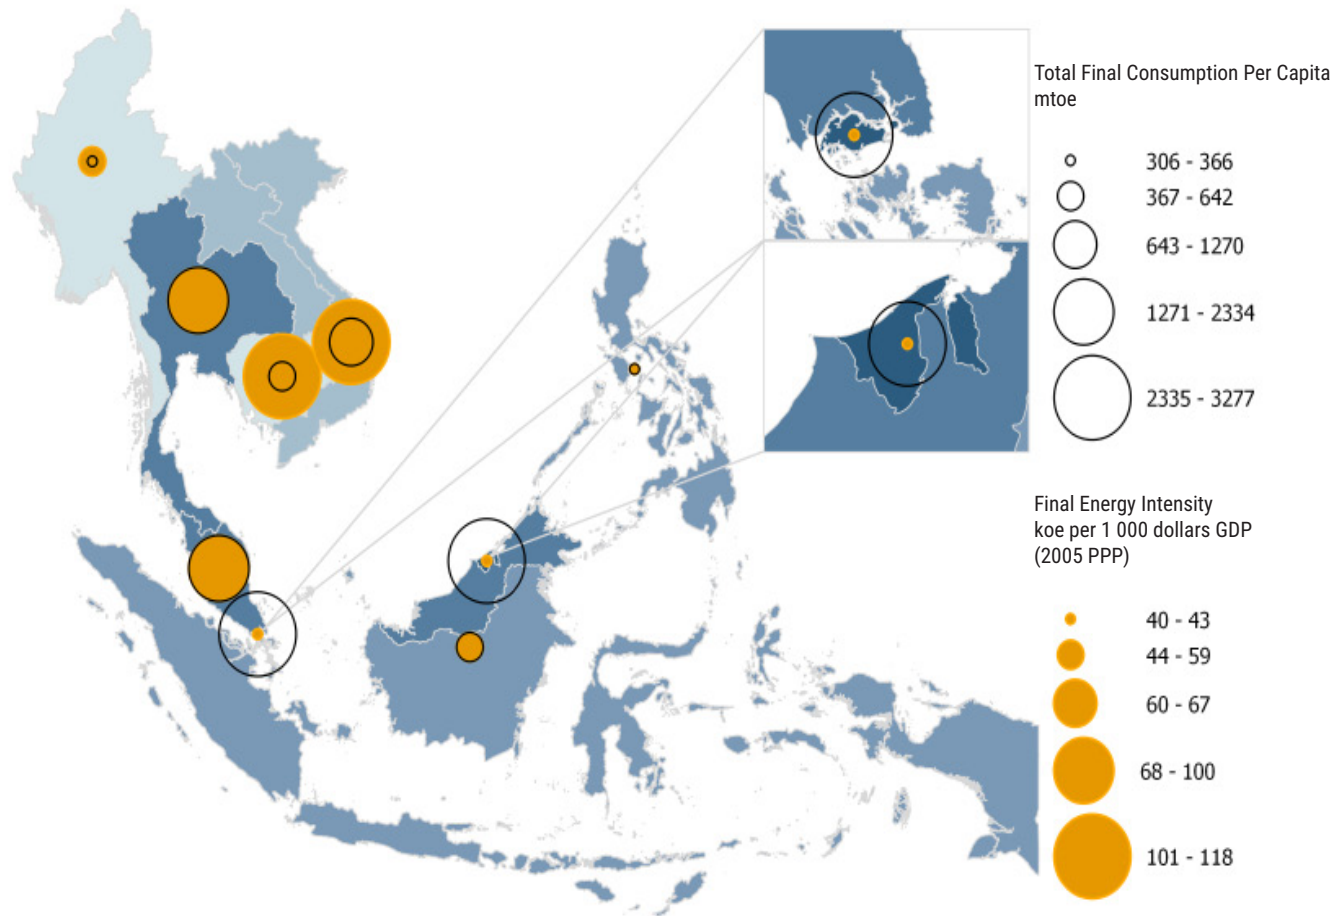 Total Final Consumption Per Capita
mtoe
306 - 366
367 - 642
643 - 1270
1271 - 2334
2335 - 3277
Final Energy Intensity
koe per 1 000 dollars GDP
(2005 PPP)
40 - 43
44 - 59
60 - 67
68 - 100
101 - 118